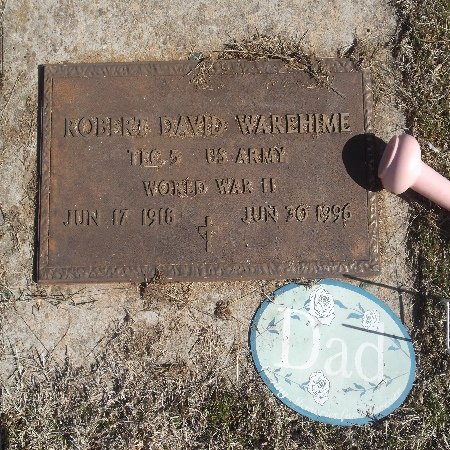 ROBERT DAVID WAREHIME
TEC 5 US ARMY
WORLD WAR II
JUN 17 1918 JUN 30 1996
Dad